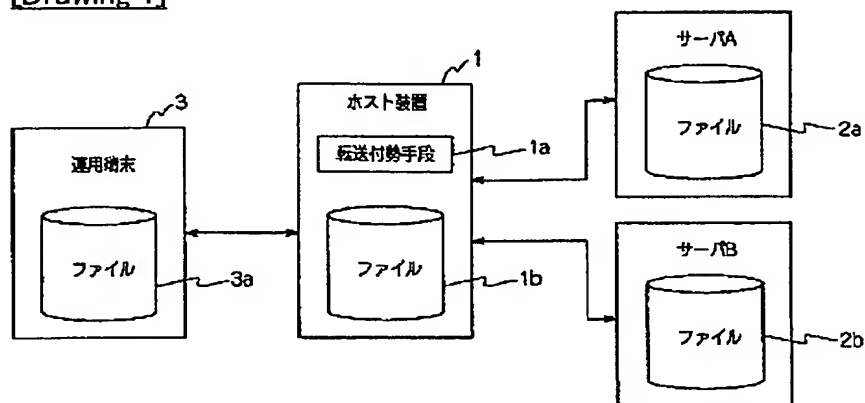 [Drawing 1]
サーバA
ファイル
2a
1
ホスト装置
転送付勢手段
1a
ファイル
1b
3
運用端末
ファイル
3a
サーバB
ファイル
2b